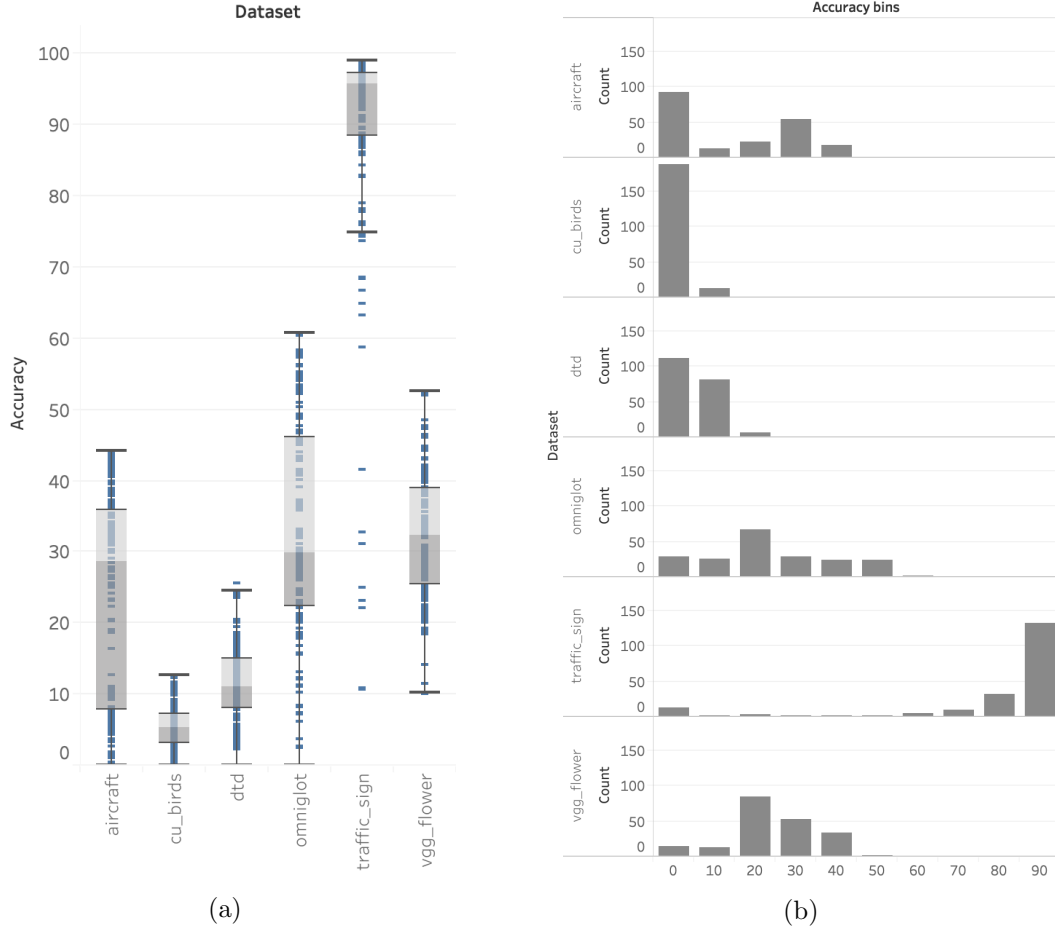 Dataset
Accuracy
100
90
80
70
60
50
40
30
20
10
0
aircraft
cu_birds
dtd
omniglot
traffic_sign
vgg_flower
(a)
Accuracy bins
Dataset
aircraft
Count
150
100
50
0
cu_birds
Count
150
100
50
0
dtd
Count
150
100
50
0
omniglot
Count
150
100
50
0
traffic_sign
Count
150
100
50
0
vgg_flower
Count
150
100
50
0
0 10 20 30 40 50 60 70 80 90
(b)